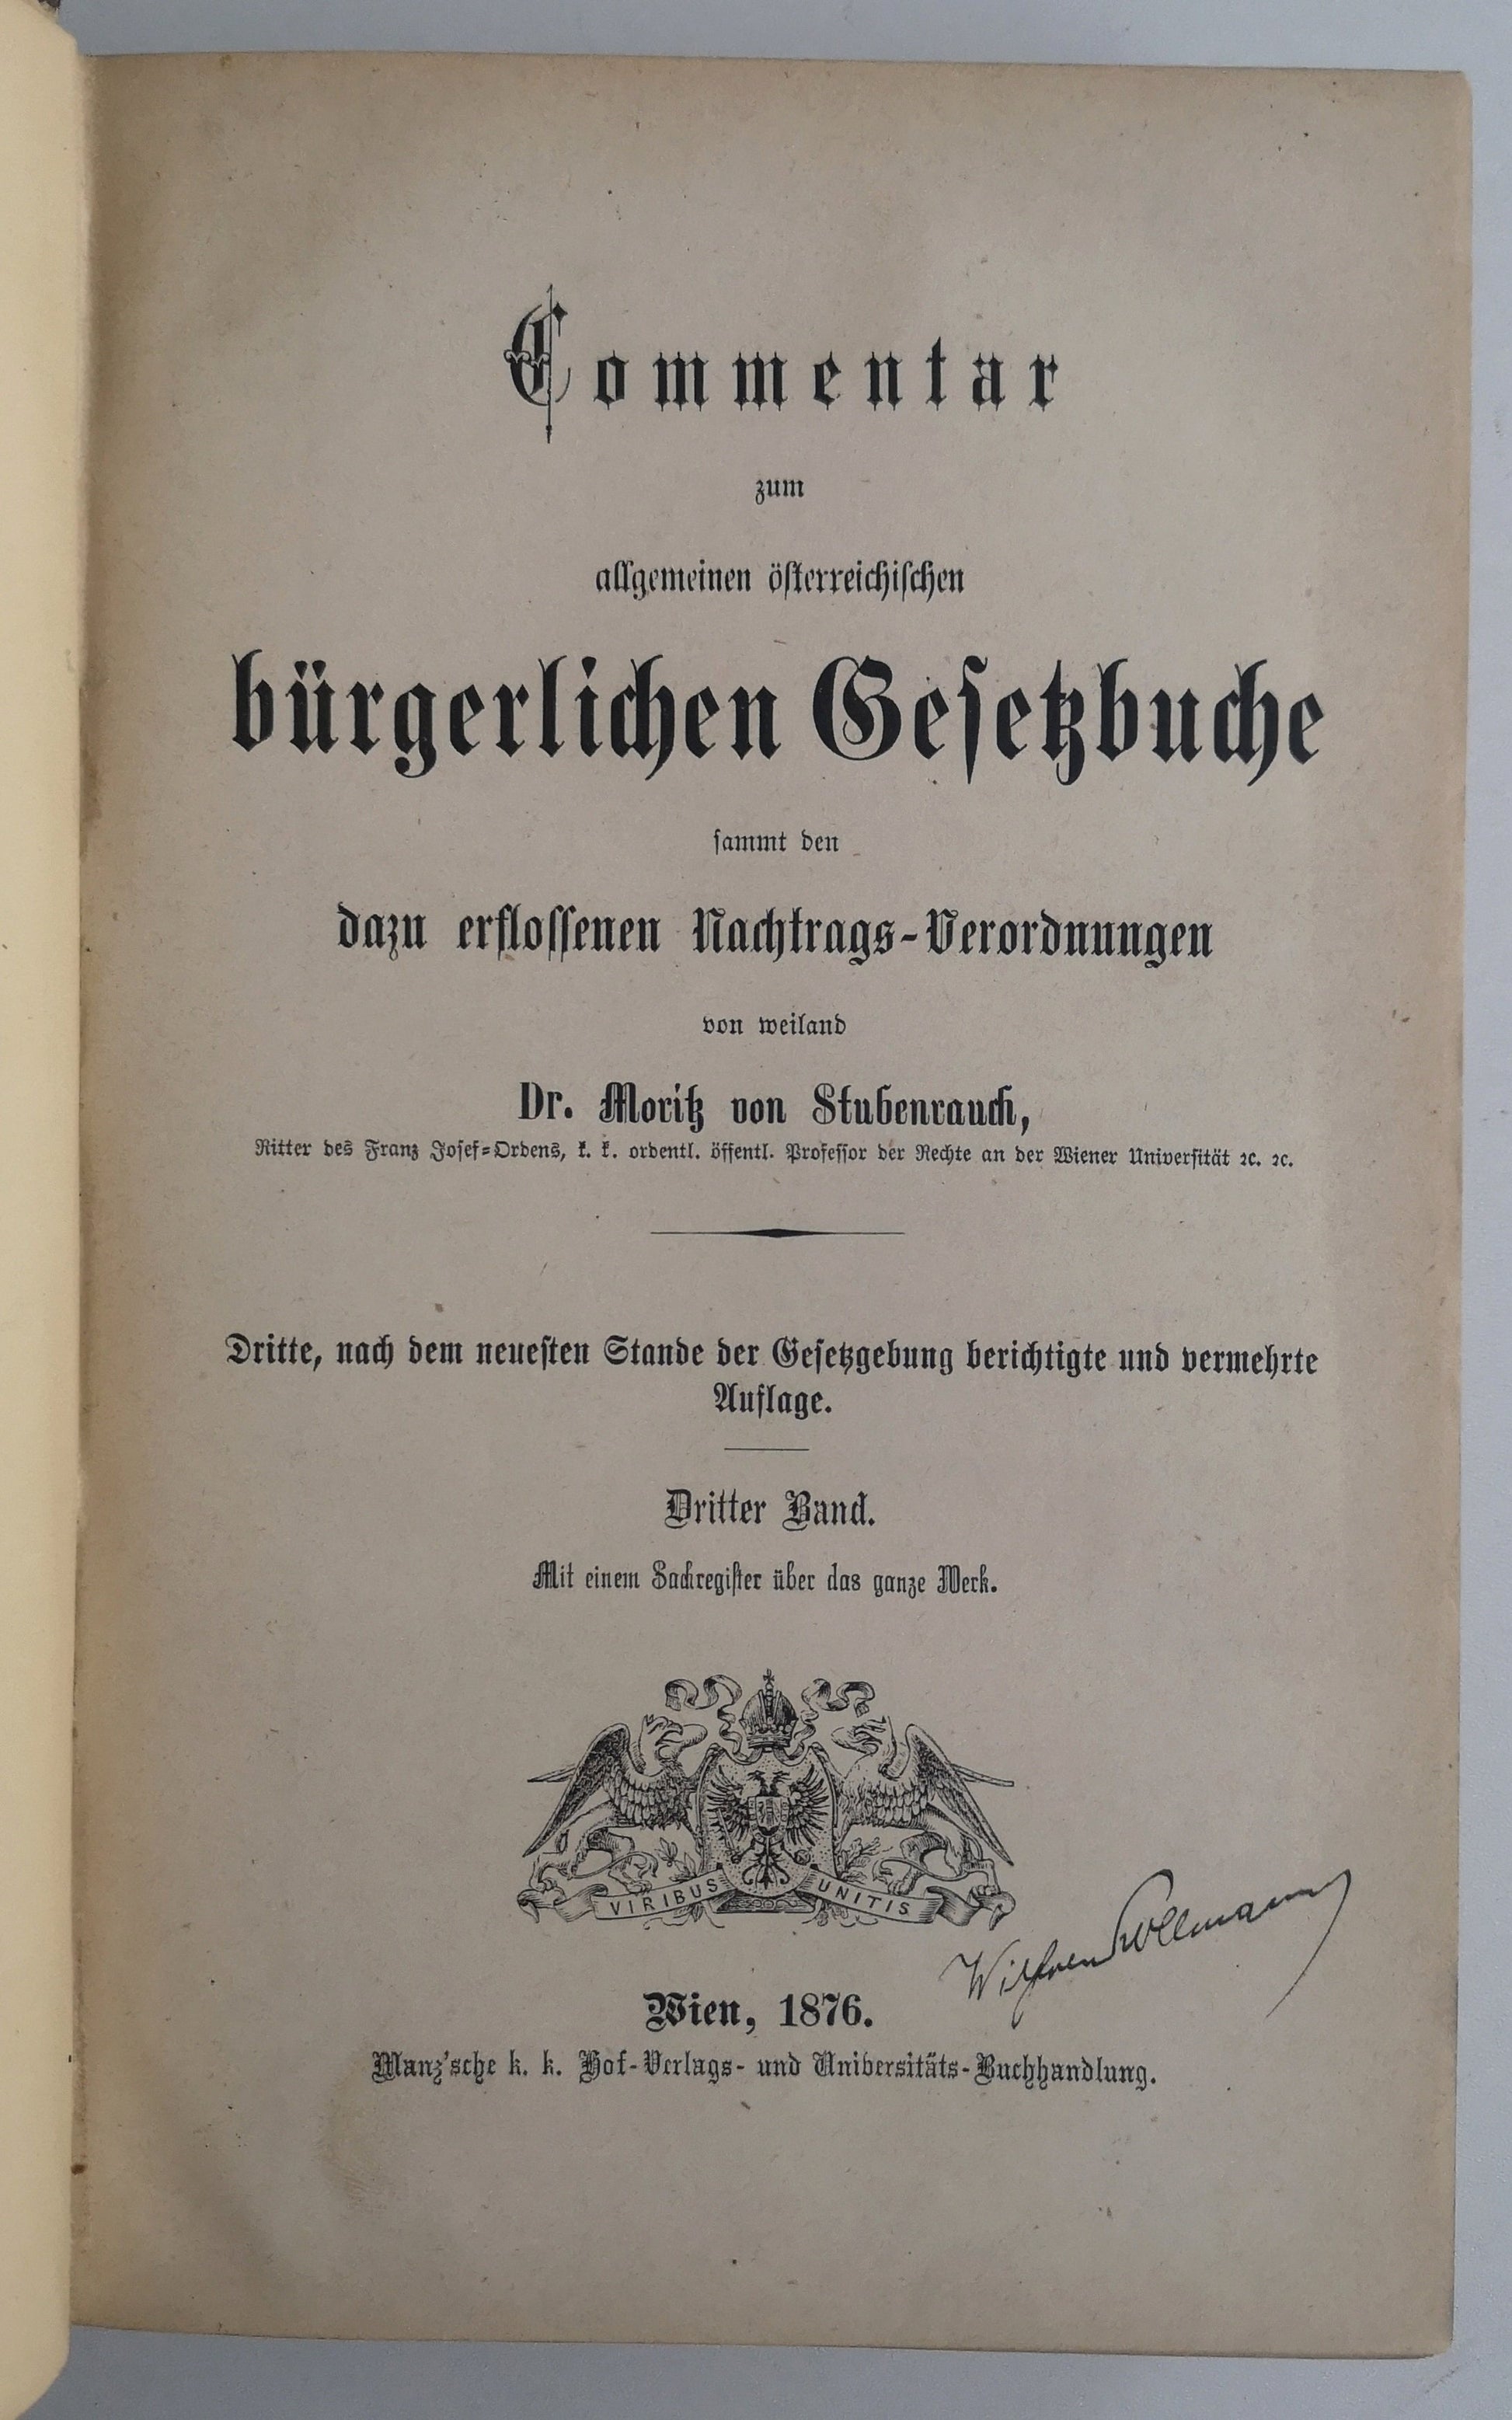 Commentar
zum
allgemeinen österreichischen
bürgerlichen Gesetzbuche
sammt den
dazu erflossenen Nachtrags-Verordnungen
von weiland
Dr. Moritz von Stubenrauch,
Ritter des Franz Josef-Ordens, k. k. ordentl. öffentl. Professor der Rechte an der Wiener Universität ꝛc. ꝛc.
Dritte, nach dem neuesten Stande der Gesetzgebung berichtigte und vermehrte
Auflage.
Dritter Band.
Mit einem Sachregister über das ganze Werk.
VIRIBUS UNITIS
Wien, 1876.
Manz'sche k. k. Hof-Verlags- und Universitäts-Buchhandlung.